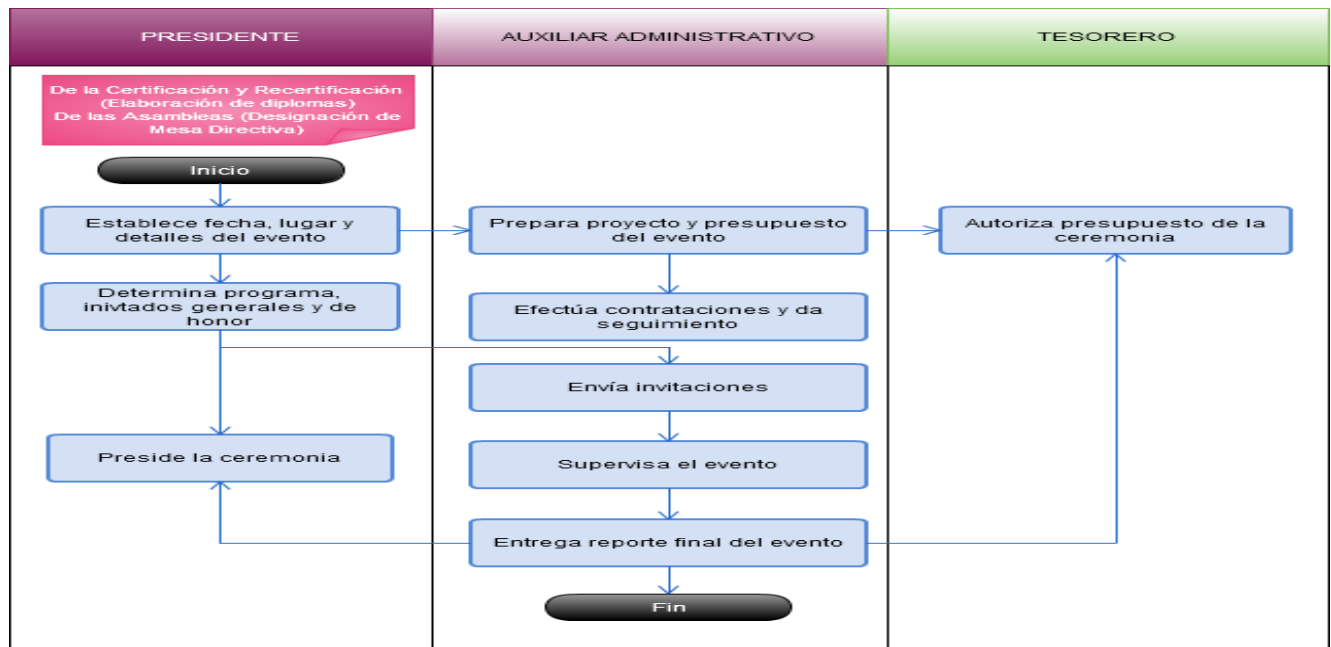 PRESIDENTE
AUXILIAR ADMINISTRATIVO
TESORERO
De la Certificación y Recertificación
(Elaboración de diplomas)
De las Asambleas (Designación de
Mesa Directiva)
Inicio
Establece fecha, lugar y
detalles del evento
Prepara proyecto y presupuesto
del evento
Autoriza presupuesto de la
ceremonia
Determina programa,
inivtados generales y de
honor
Efectúa contrataciones y da
seguimiento
Envía invitaciones
Preside la ceremonia
Supervisa el evento
Entrega reporte final del evento
Fin